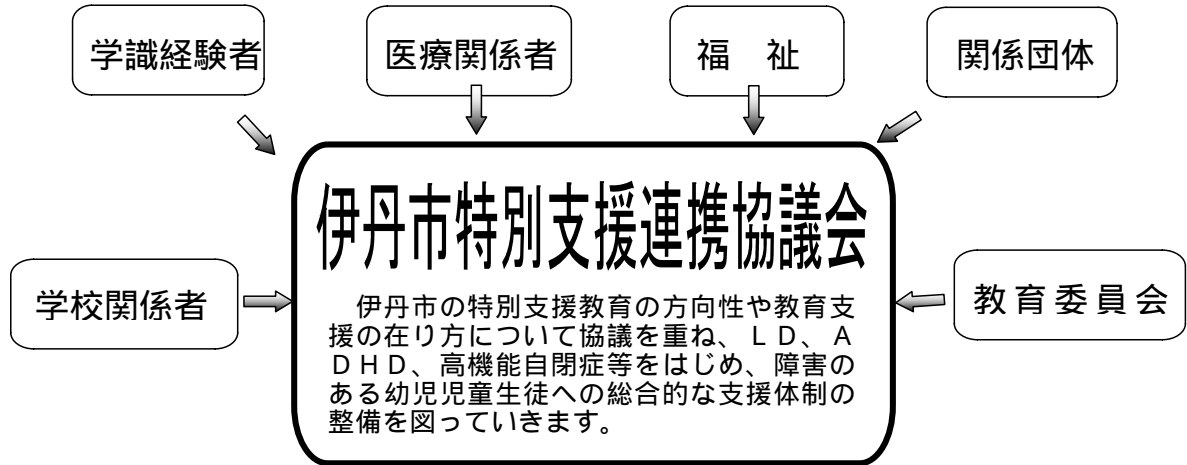 学識経験者
医療関係者
福　祉
関係団体
伊丹市特別支援連携協議会
学校関係者
　伊丹市の特別支援教育の方向性や教育支
援の在り方について協議を重ね、ＬＤ、Ａ
ＤＨＤ、高機能自閉症等をはじめ、障害の
ある幼児児童生徒への総合的な支援体制の
整備を図っていきます。
教育委員会